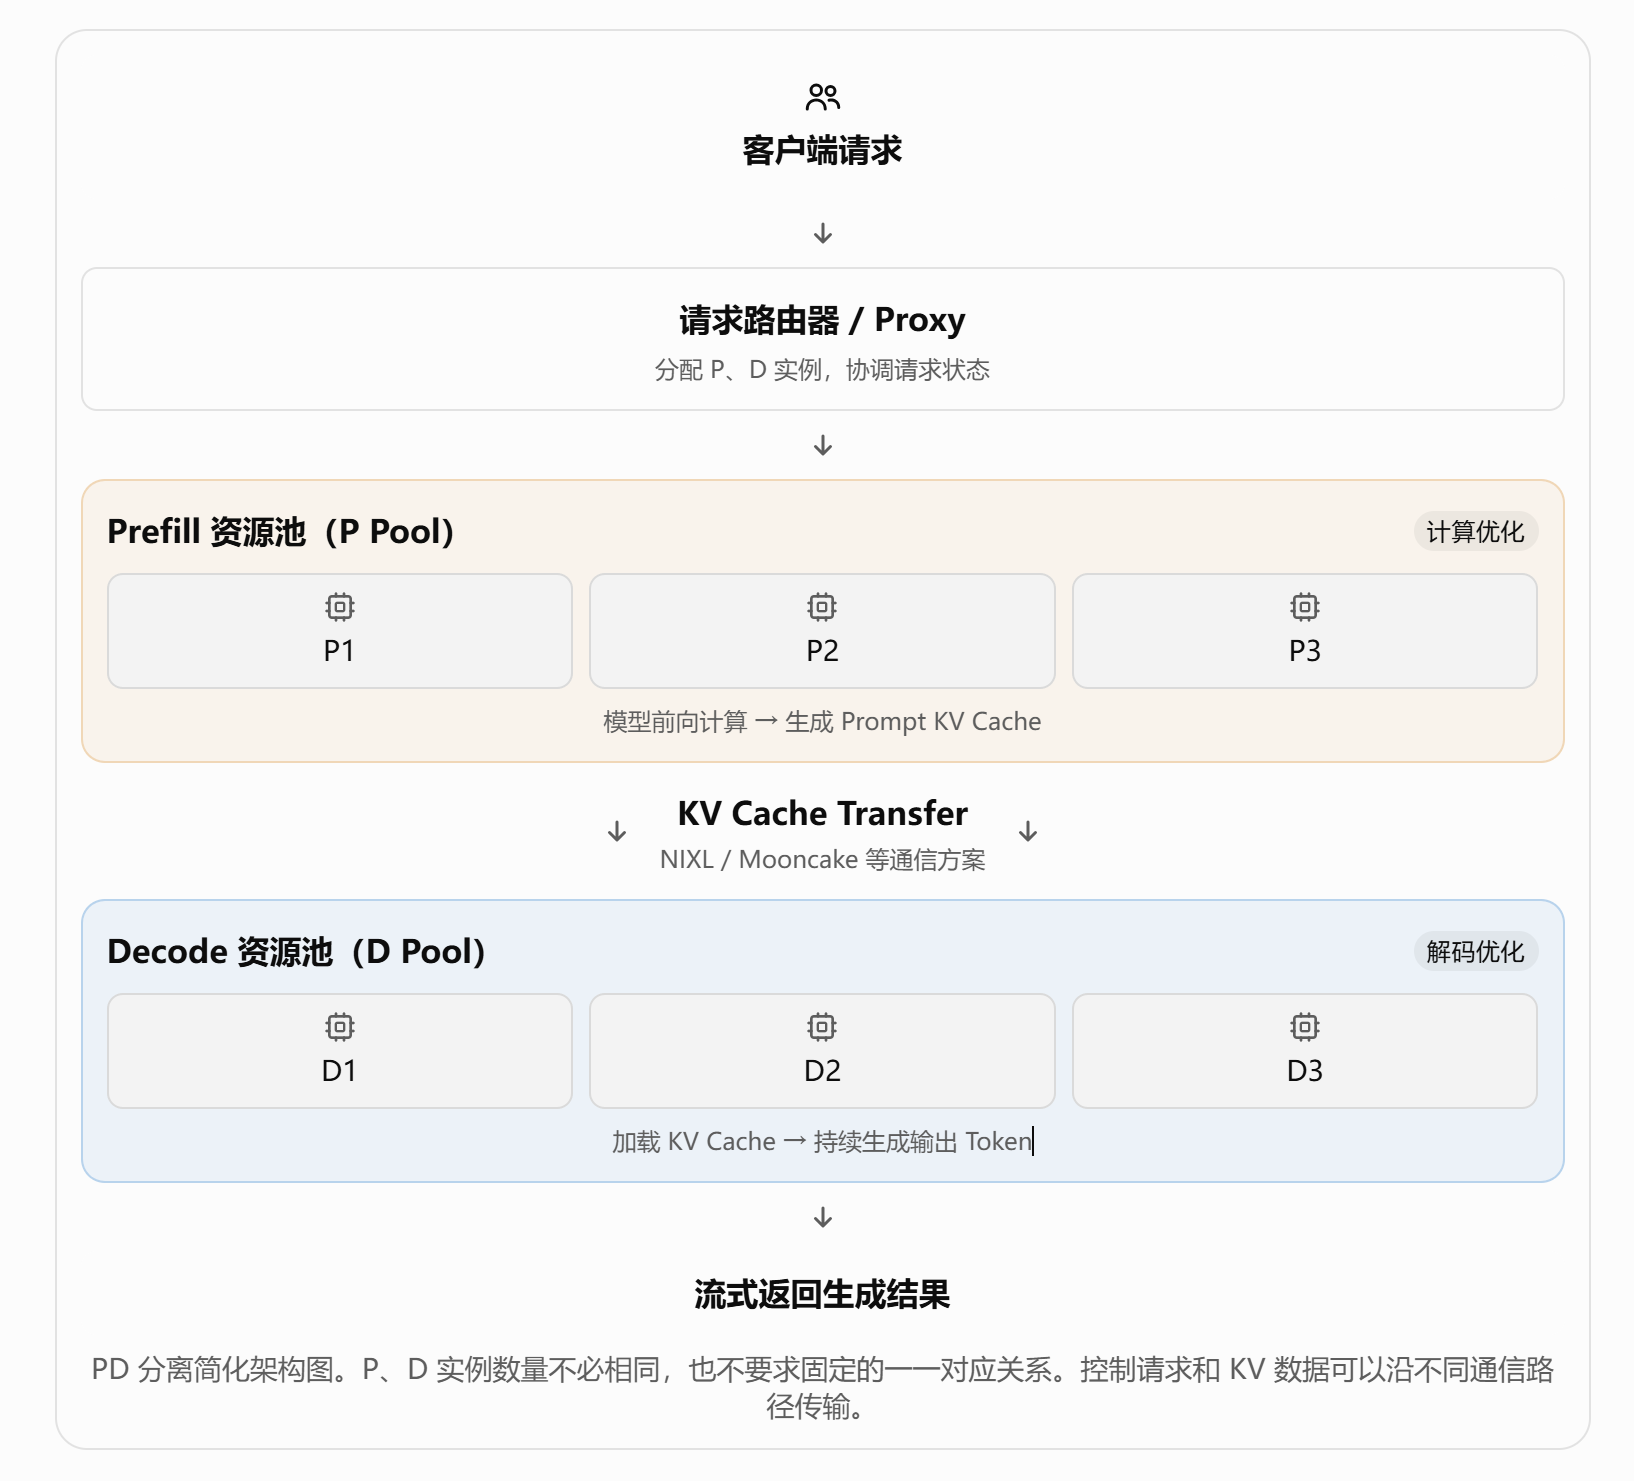 客户端请求
请求路由器 / Proxy
分配 P、D 实例，协调请求状态
Prefill 资源池（P Pool）
计算优化
P1
P2
P3
模型前向计算 → 生成 Prompt KV Cache
KV Cache Transfer
NIXL / Mooncake 等通信方案
Decode 资源池（D Pool）
解码优化
D1
D2
D3
加载 KV Cache → 持续生成输出 Token
流式返回生成结果
PD 分离简化架构图。P、D 实例数量不必相同，也不要求固定的一一对应关系。控制请求和 KV 数据可以沿不同通信路
径传输。